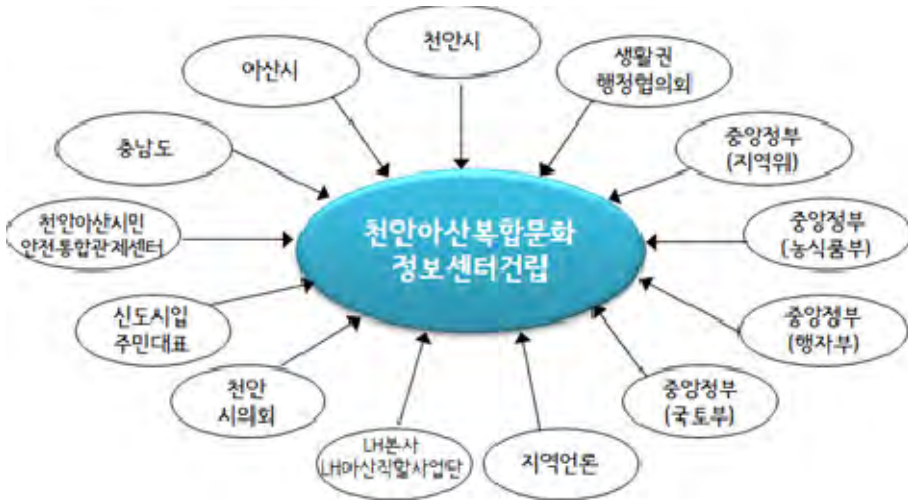 천안시
아산시
생활권
행정협의회
충남도
중앙정부
(지역위)
천안아산시민
안전통합관제센터
천안아산복합문화
정보센터건립
중앙정부
(농식품부)
신도시입
주민대표
중앙정부
(행자부)
천안
시의회
중앙정부
(국토부)
LH본사
LH아산직할사업단
지역언론